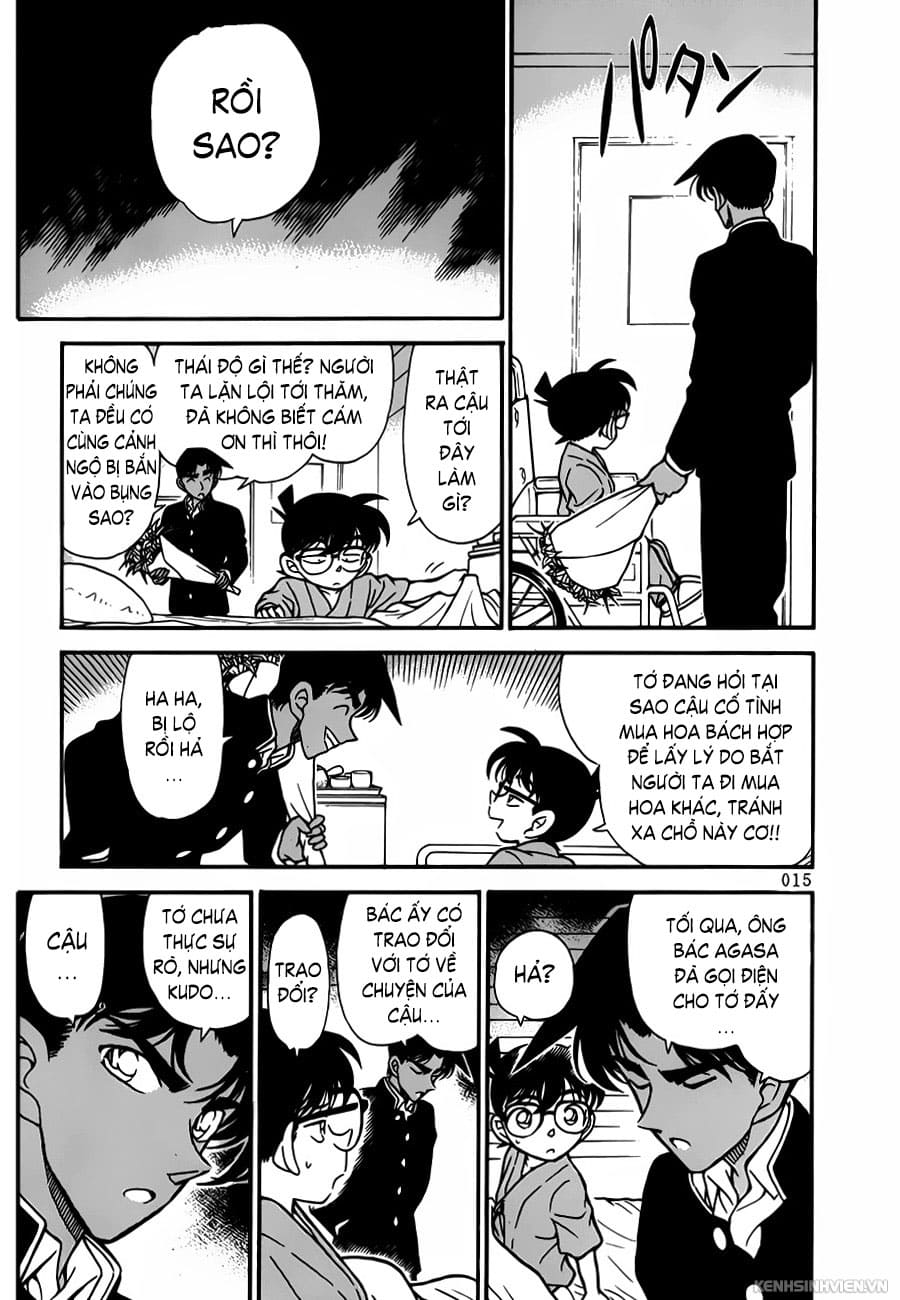 パタン
RỒI
SAO?
THẬT
RA CẬU
TỚI
ĐÂY
LÀM
GÌ?
THÁI ĐỘ GÌ THẾ? NGƯỜI
TA LẶN LỘI TỚI THĂM,
ĐÃ KHÔNG BIẾT CÁM
ƠN THÌ THÔI!
KHÔNG
PHẢI CHÚNG
TA ĐỀU CÓ
CÙNG CẢNH
NGỘ BỊ BẮN
VÀO BỤNG
SAO?
TỚ ĐANG HỎI TẠI
SAO CẬU CỐ TÌNH
MUA HOA BÁCH HỢP
ĐỂ LẤY LÝ DO BẮT
NGƯỜI TA ĐI MUA
HOA KHÁC, TRÁNH
XA CHỖ NÀY CƠ!!
HA HA,
BỊ LỘ
RỒI HẢ
...
015
TỐI QUA, ÔNG
BÁC AGASA
ĐÃ GỌI ĐIỆN
CHO TỚ ĐẤY
...
HẢ?
BÁC ẤY CÓ
TRAO ĐỔI
VỚI TỚ VỀ
CHUYỆN CỦA
CẬU...
TRAO
ĐỔI?
TỚ CHƯA
THỰC SỰ
RÕ, NHƯNG
KUDO...
CẬU
...
KENHSINHVIEN.VN